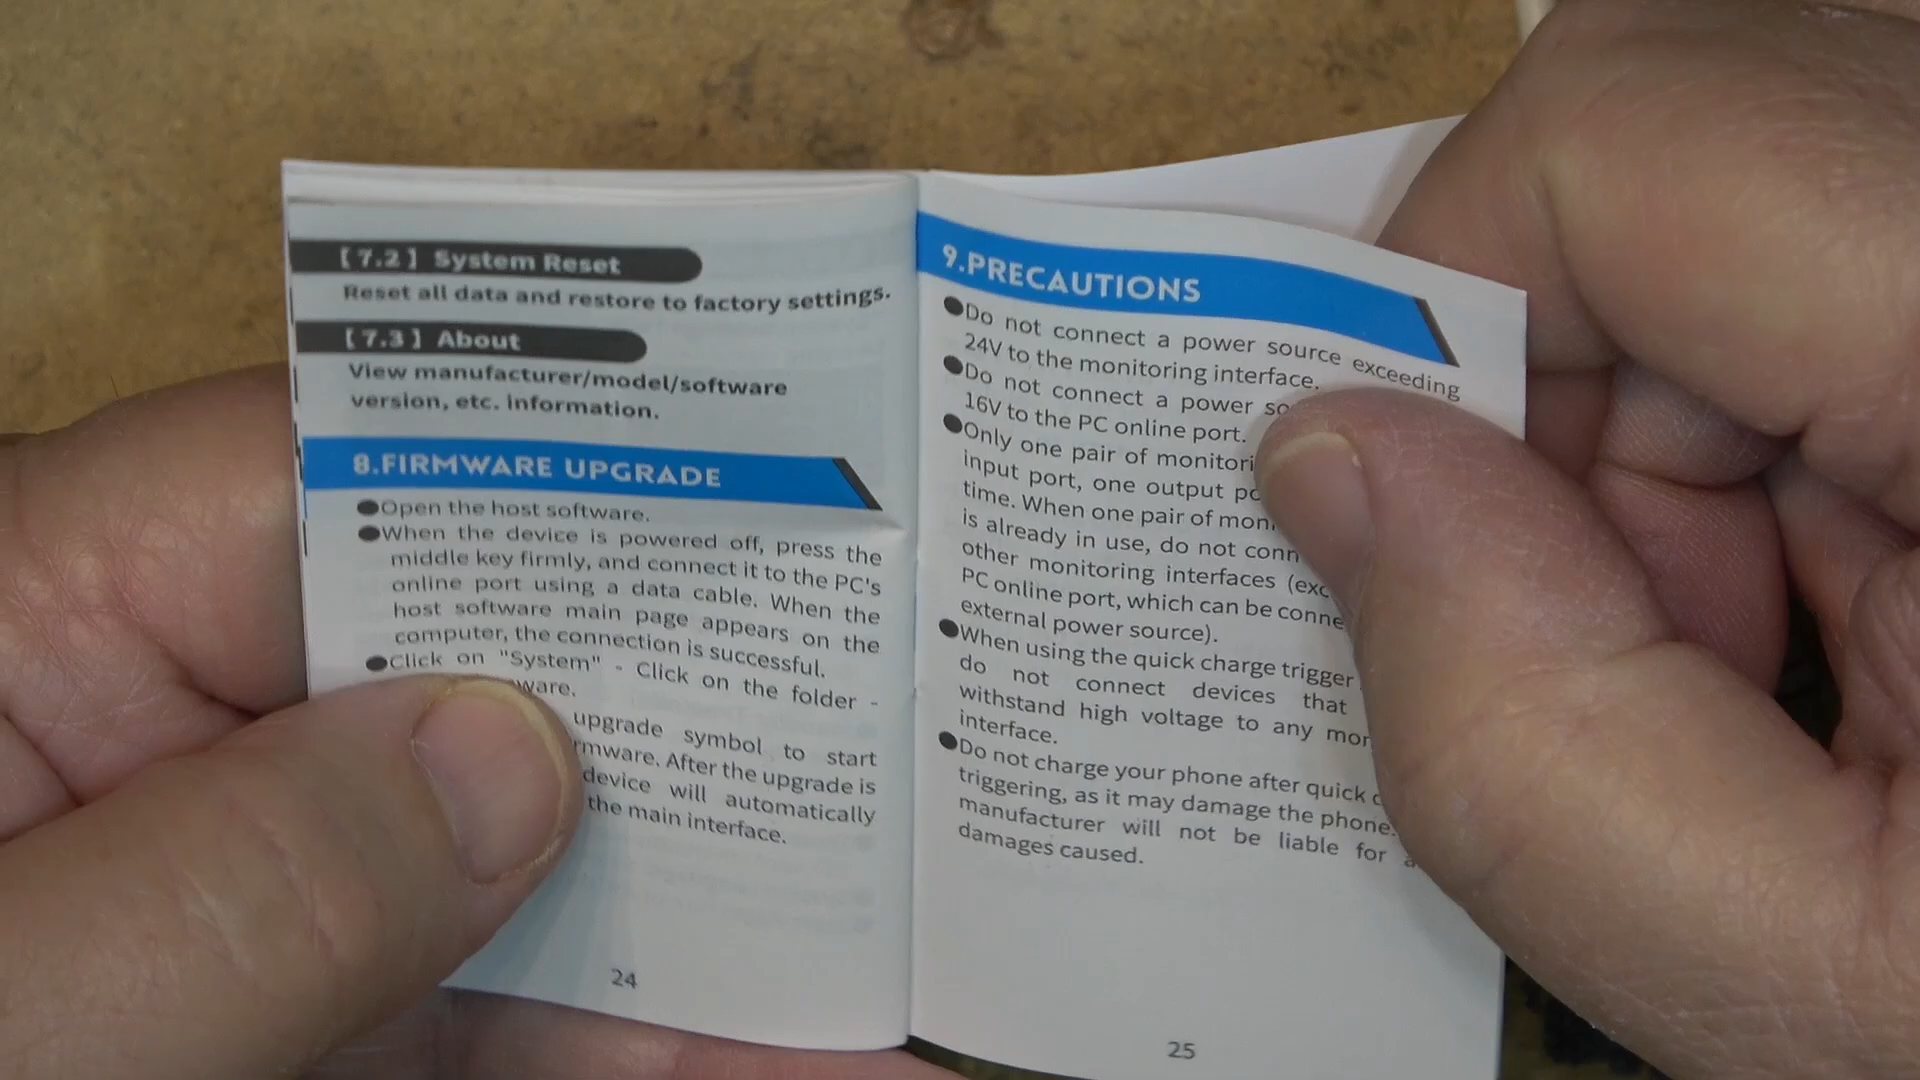 [7.2] System Reset
Reset all data and restore to factory settings.
[7.3] About
View manufacturer/model/software
version, etc. information.
8.FIRMWARE UPGRADE
●Open the host software.
●When the device is powered off, press the
middle key firmly, and connect it to the PC's
online port using a data cable. When the
host software main page appears on the
computer, the connection is successful.
●Click on "System" - Click on the folder -
upgrade symbol to start
After the upgrade is
device will automatically
the main interface.
24
9.PRECAUTIONS
●Do not connect a power source exceeding
24V to the monitoring interface.
●Do not connect a power
16V to the PC online port.
●Only one pair of
input port, one output
time. When one pair of
is already in use, do not
other monitoring interfaces
PC online port, which can be
external power source).
●When using the quick charge trigger
do not connect devices that
withstand high voltage to any
interface.
●Do not charge your phone after quick
triggering, as it may damage the phone.
manufacturer will not be liable for
damages caused.
25